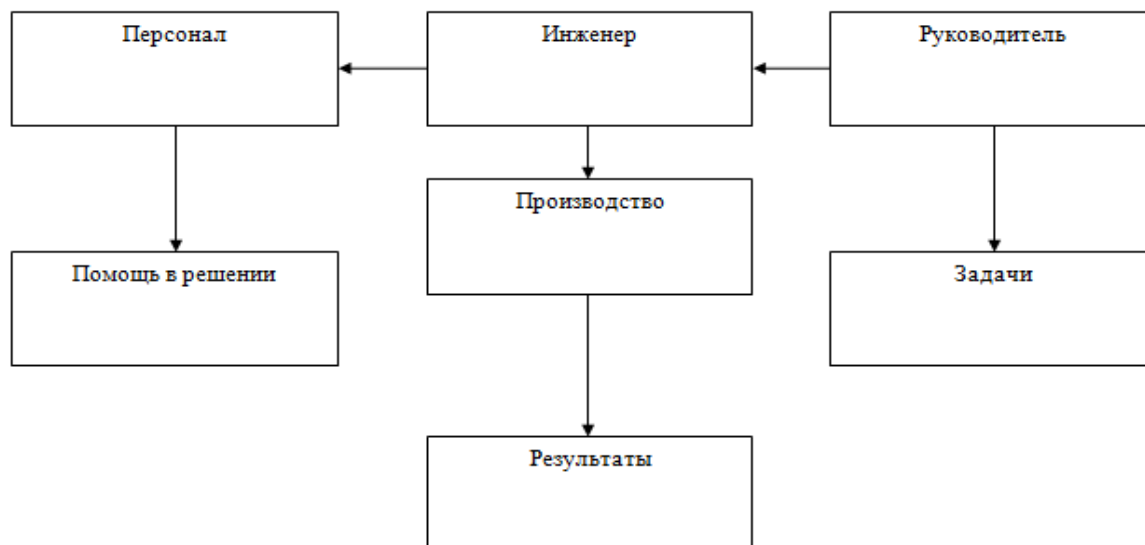 Персонал
Инженер
Руководитель
Производство
Помощь в решении
Задачи
Результаты